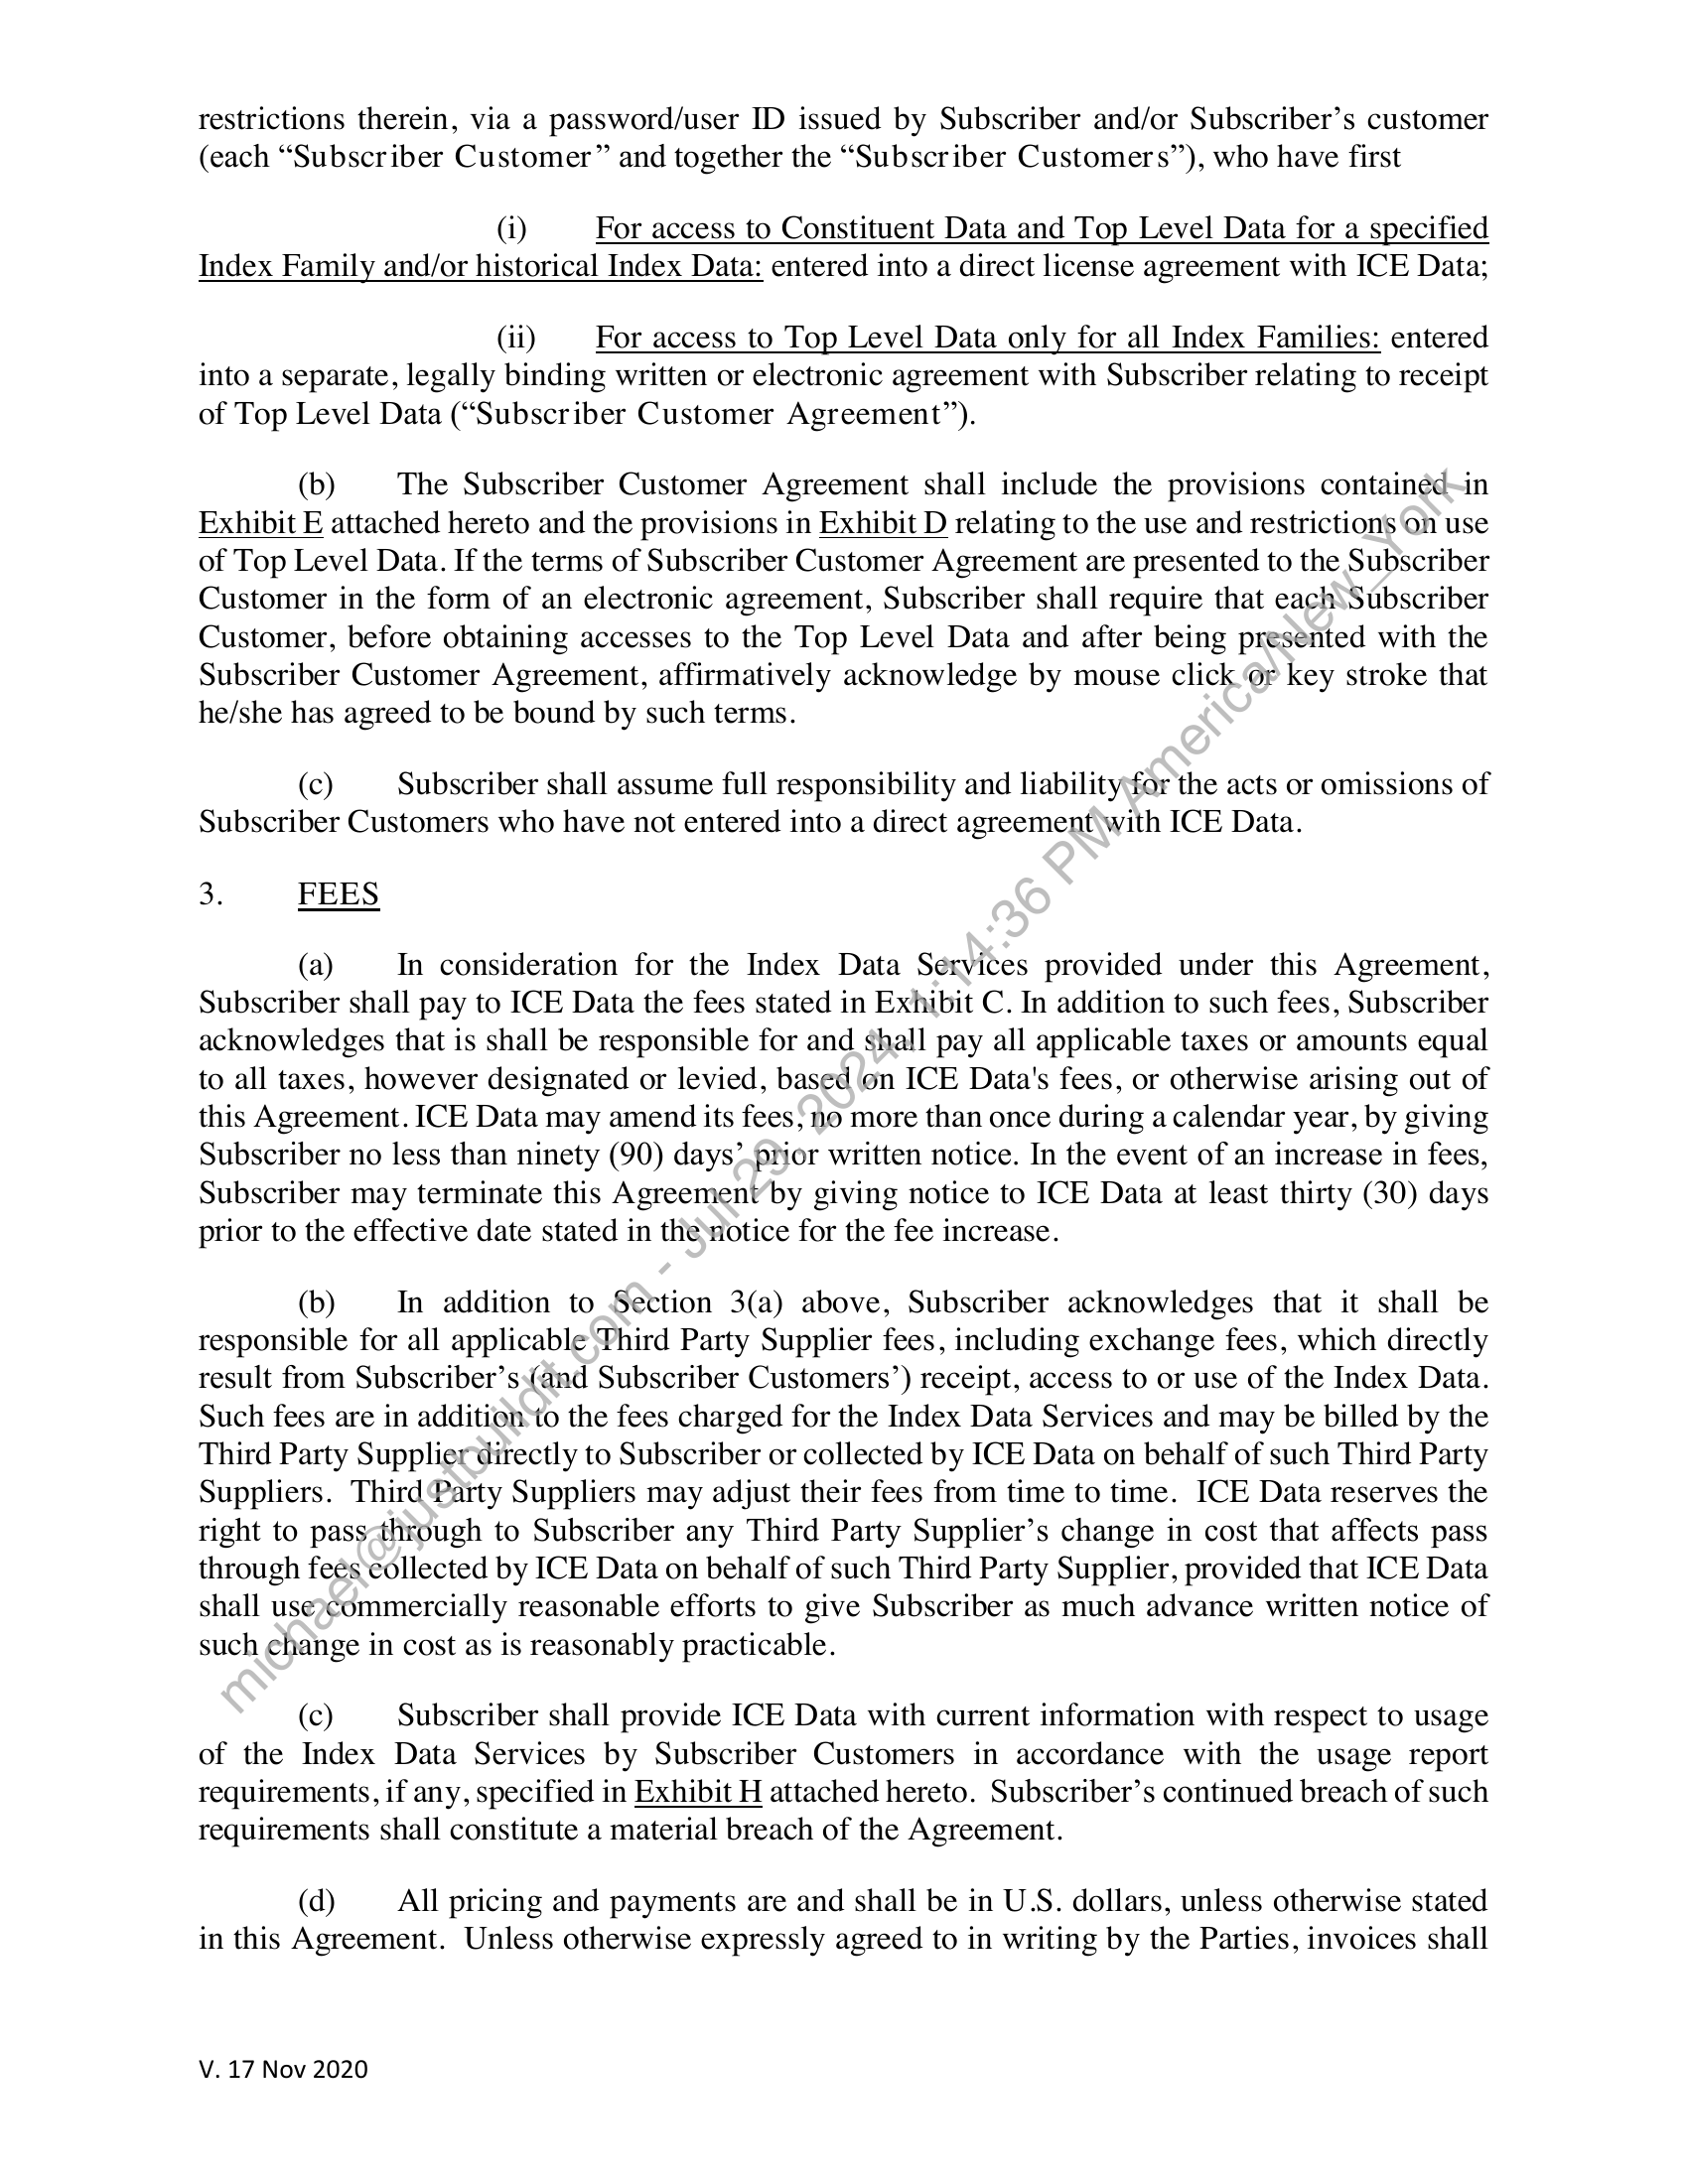 restrictions therein, via a password/user ID issued by Subscriber and/or Subscriber’s customer
(each “Subscriber Customer” and together the “Subscriber Customers”), who have first
(i) For access to Constituent Data and Top Level Data for a specified
Index Family and/or historical Index Data: entered into a direct license agreement with ICE Data;
(ii) For access to Top Level Data only for all Index Families: entered
into a separate, legally binding written or electronic agreement with Subscriber relating to receipt
of Top Level Data (“Subscriber Customer Agreement”).
(b) The Subscriber Customer Agreement shall include the provisions contained in
Exhibit E attached hereto and the provisions in Exhibit D relating to the use and restrictions on use
of Top Level Data. If the terms of Subscriber Customer Agreement are presented to the Subscriber
Customer in the form of an electronic agreement, Subscriber shall require that each Subscriber
Customer, before obtaining accesses to the Top Level Data and after being presented with the
Subscriber Customer Agreement, affirmatively acknowledge by mouse click or key stroke that
he/she has agreed to be bound by such terms.
(c) Subscriber shall assume full responsibility and liability for the acts or omissions of
Subscriber Customers who have not entered into a direct agreement with ICE Data.
3. FEES
(a) In consideration for the Index Data Services provided under this Agreement,
Subscriber shall pay to ICE Data the fees stated in Exhibit C. In addition to such fees, Subscriber
acknowledges that is shall be responsible for and shall pay all applicable taxes or amounts equal
to all taxes, however designated or levied, based on ICE Data's fees, or otherwise arising out of
this Agreement. ICE Data may amend its fees, no more than once during a calendar year, by giving
Subscriber no less than ninety (90) days’ prior written notice. In the event of an increase in fees,
Subscriber may terminate this Agreement by giving notice to ICE Data at least thirty (30) days
prior to the effective date stated in the notice for the fee increase.
(b) In addition to Section 3(a) above, Subscriber acknowledges that it shall be
responsible for all applicable Third Party Supplier fees, including exchange fees, which directly
result from Subscriber’s (and Subscriber Customers’) receipt, access to or use of the Index Data.
Such fees are in addition to the fees charged for the Index Data Services and may be billed by the
Third Party Supplier directly to Subscriber or collected by ICE Data on behalf of such Third Party
Suppliers. Third Party Suppliers may adjust their fees from time to time. ICE Data reserves the
right to pass through to Subscriber any Third Party Supplier’s change in cost that affects pass
through fees collected by ICE Data on behalf of such Third Party Supplier, provided that ICE Data
shall use commercially reasonable efforts to give Subscriber as much advance written notice of
such change in cost as is reasonably practicable.
(c) Subscriber shall provide ICE Data with current information with respect to usage
of the Index Data Services by Subscriber Customers in accordance with the usage report
requirements, if any, specified in Exhibit H attached hereto. Subscriber’s continued breach of such
requirements shall constitute a material breach of the Agreement.
(d) All pricing and payments are and shall be in U.S. dollars, unless otherwise stated
in this Agreement. Unless otherwise expressly agreed to in writing by the Parties, invoices shall
V. 17 Nov 2020
michael@justbuildit.com - Jul 29, 2024, 1:14:36 PM America/New_York